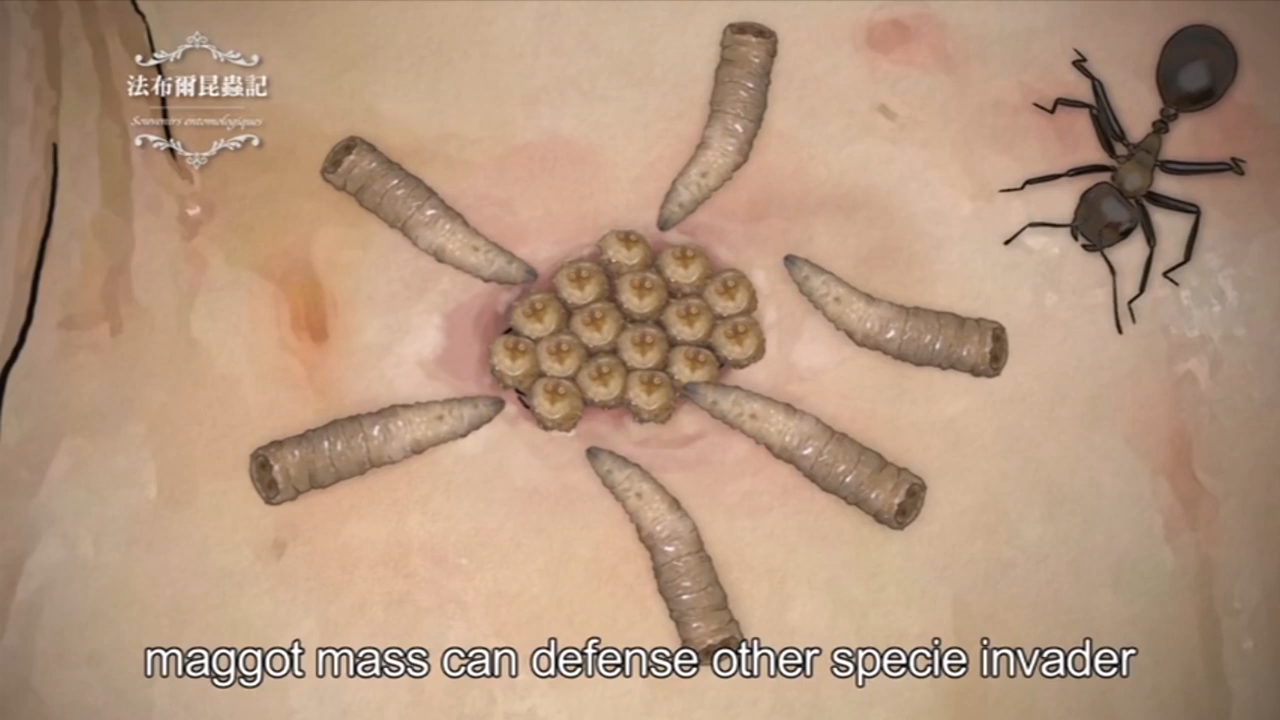 法布爾昆蟲記
Souvenirs entomologiques
maggot mass can defense other specie invader